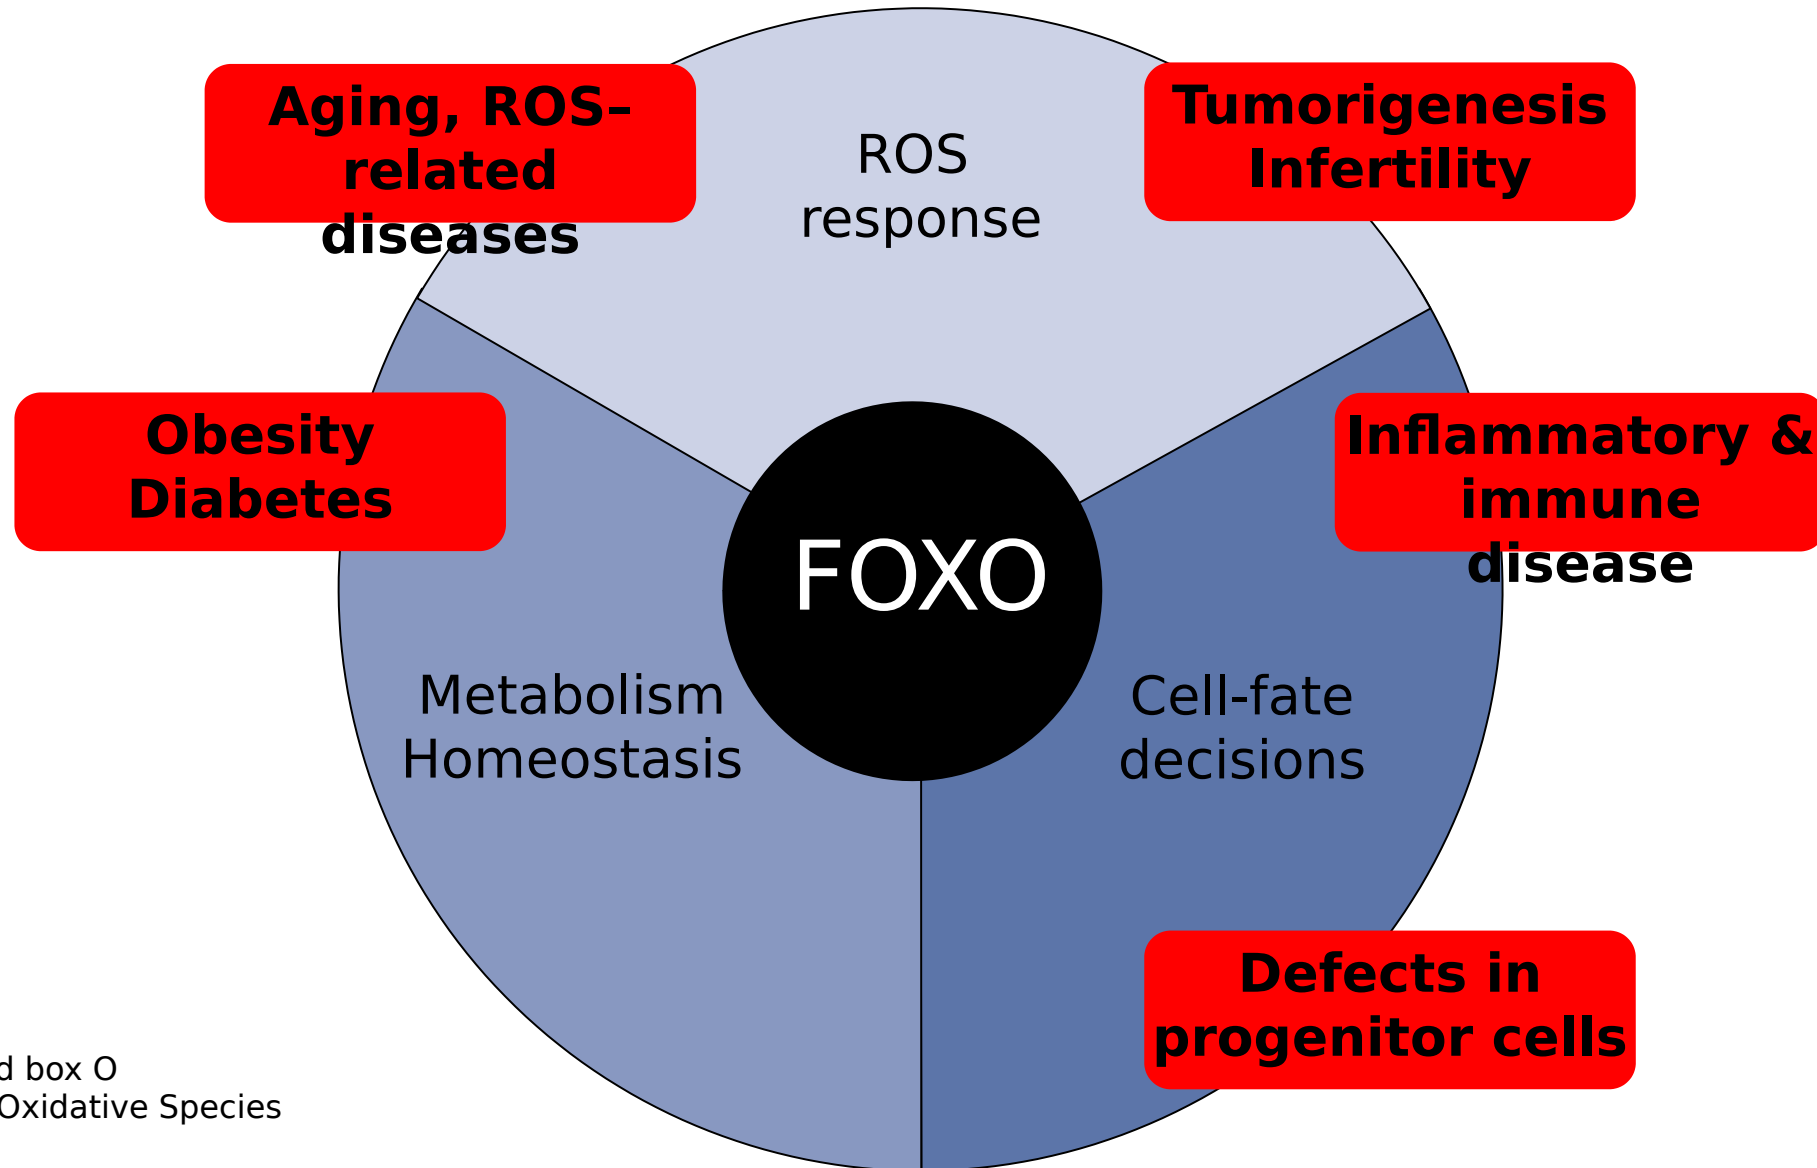 Aging, ROS–
related
diseases
ROS
response
Tumorigenesis
Infertility
Obesity
Diabetes
Inflammatory &
immune
disease
FOXO
Metabolism
Homeostasis
Cell-fate
decisions
Defects in
progenitor cells
d box O
Oxidative Species